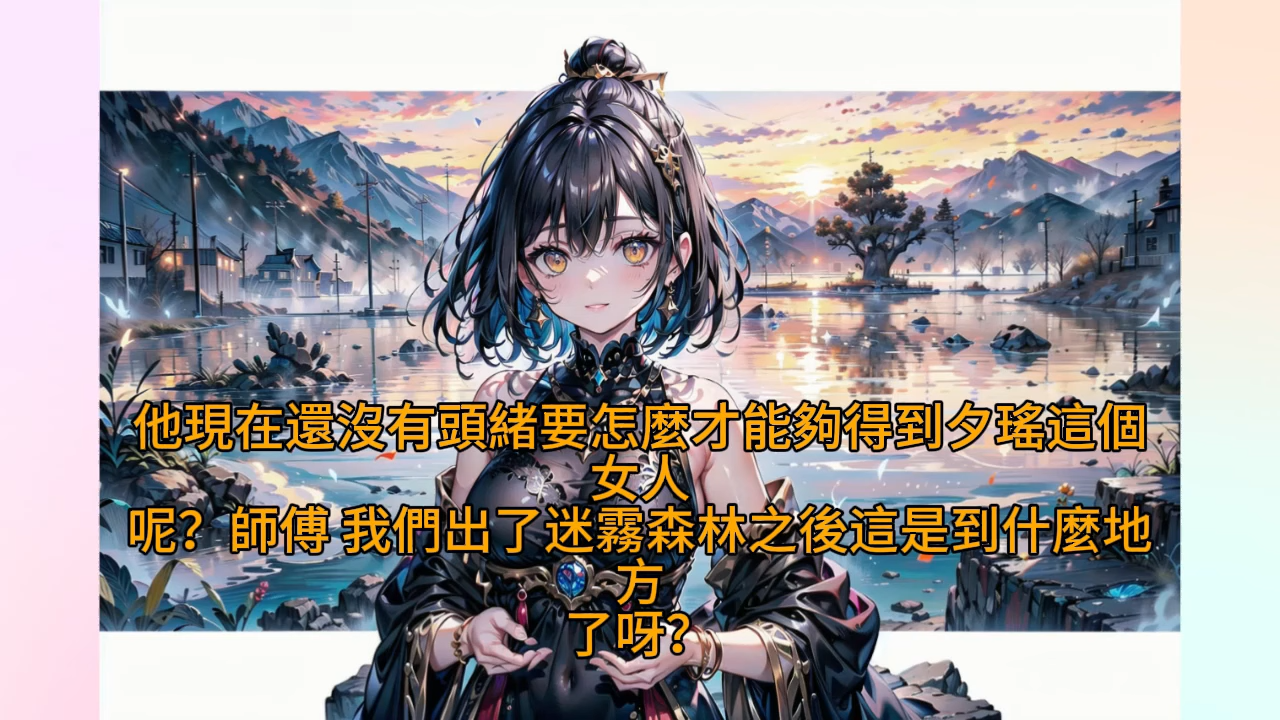 他現在還沒有頭緒要怎麼才能夠得到夕瑤這個
女人
呢？師傅 我們出了迷霧森林之後這是到什麼地
方
了呀？